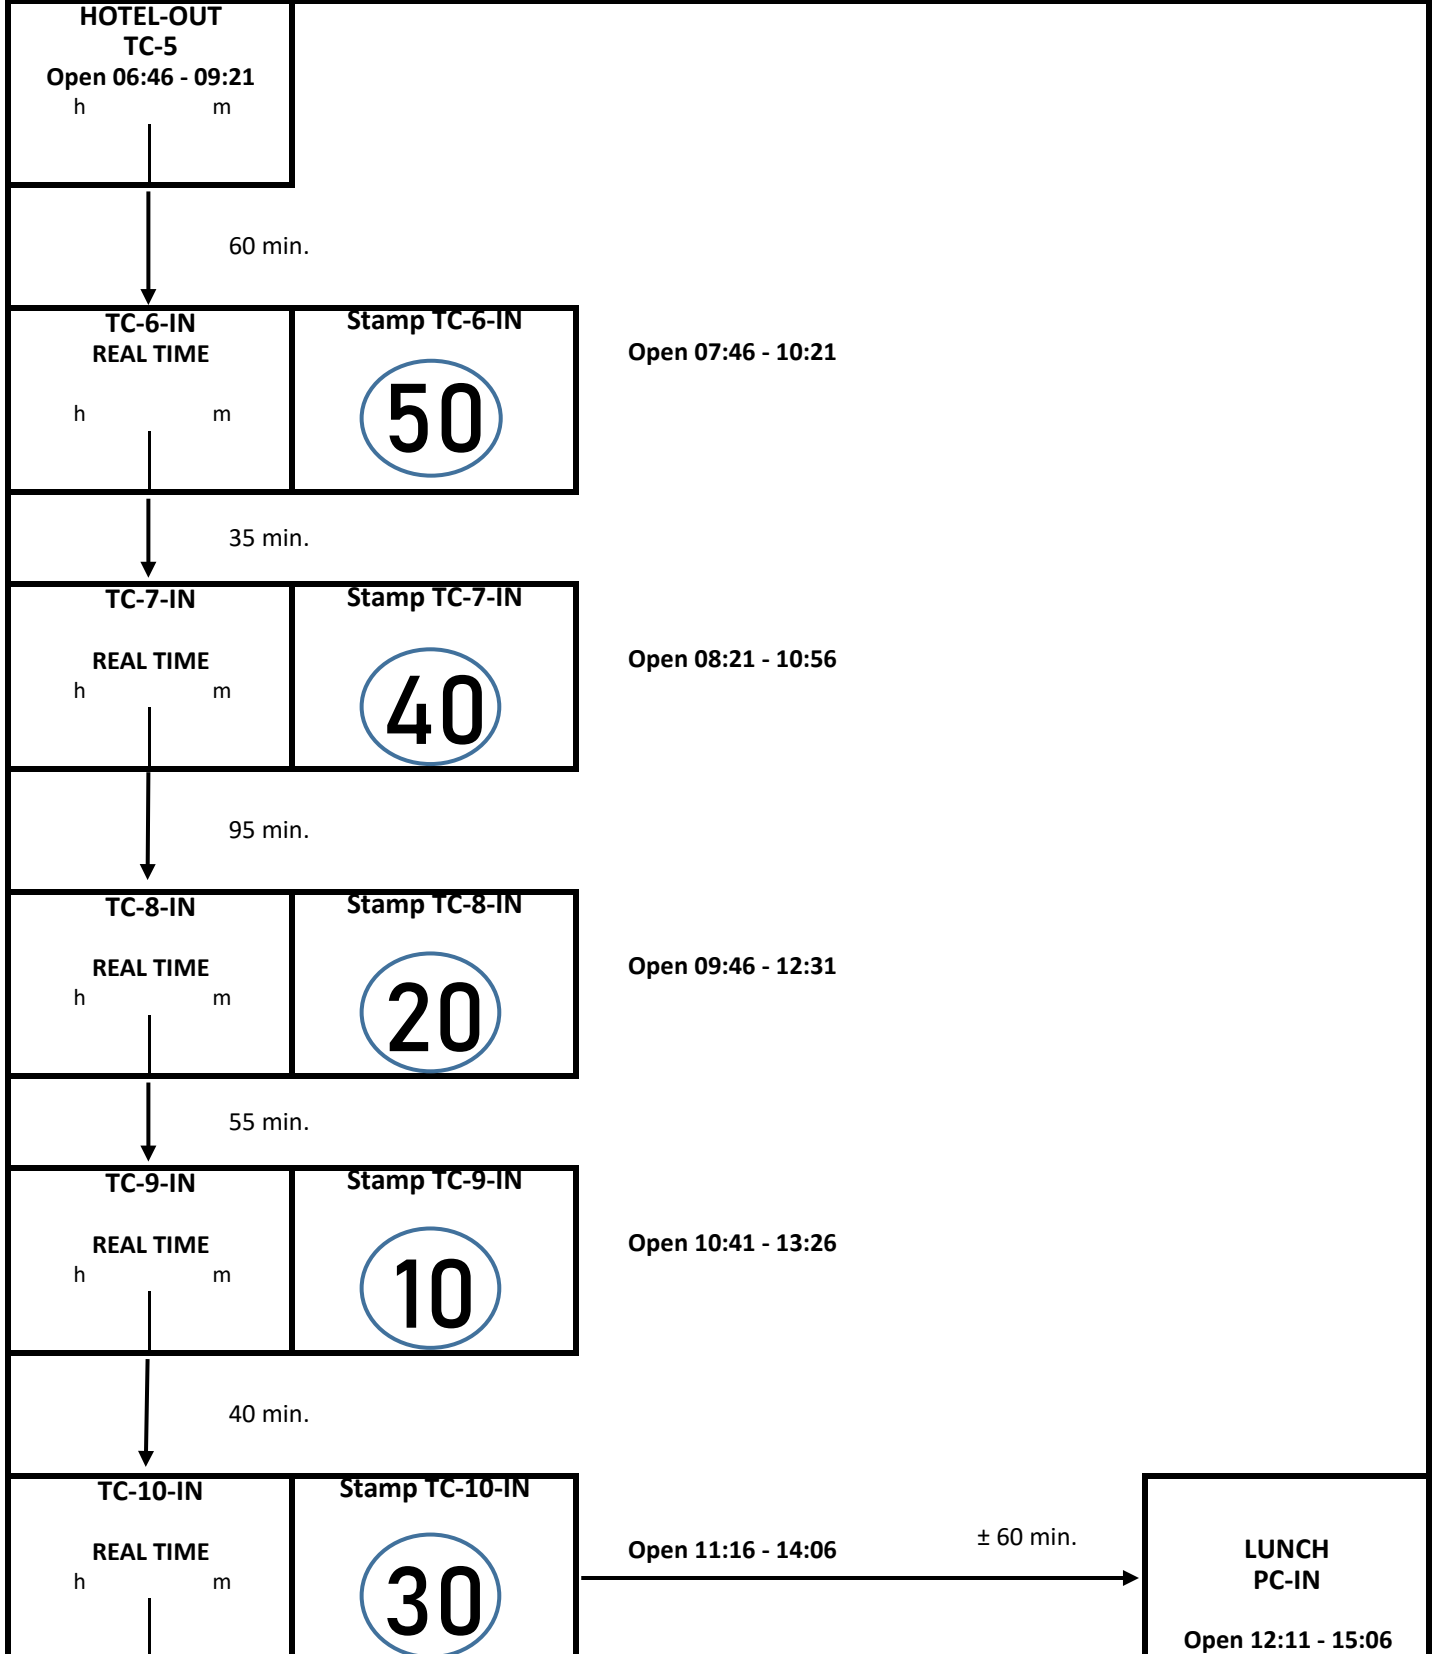 HOTEL-OUT
TC-5
Open 06:46 - 09:21
h m
60 min.
TC-6-IN
REAL TIME
h m
Stamp TC-6-IN
50
Open 07:46 - 10:21
35 min.
TC-7-IN
REAL TIME
h m
Stamp TC-7-IN
40
Open 08:21 - 10:56
95 min.
TC-8-IN
REAL TIME
h m
Stamp TC-8-IN
20
Open 09:46 - 12:31
55 min.
TC-9-IN
REAL TIME
h m
Stamp TC-9-IN
10
Open 10:41 - 13:26
40 min.
TC-10-IN
REAL TIME
h m
Stamp TC-10-IN
30
Open 11:16 - 14:06
± 60 min.
LUNCH
PC-IN
Open 12:11 - 15:06